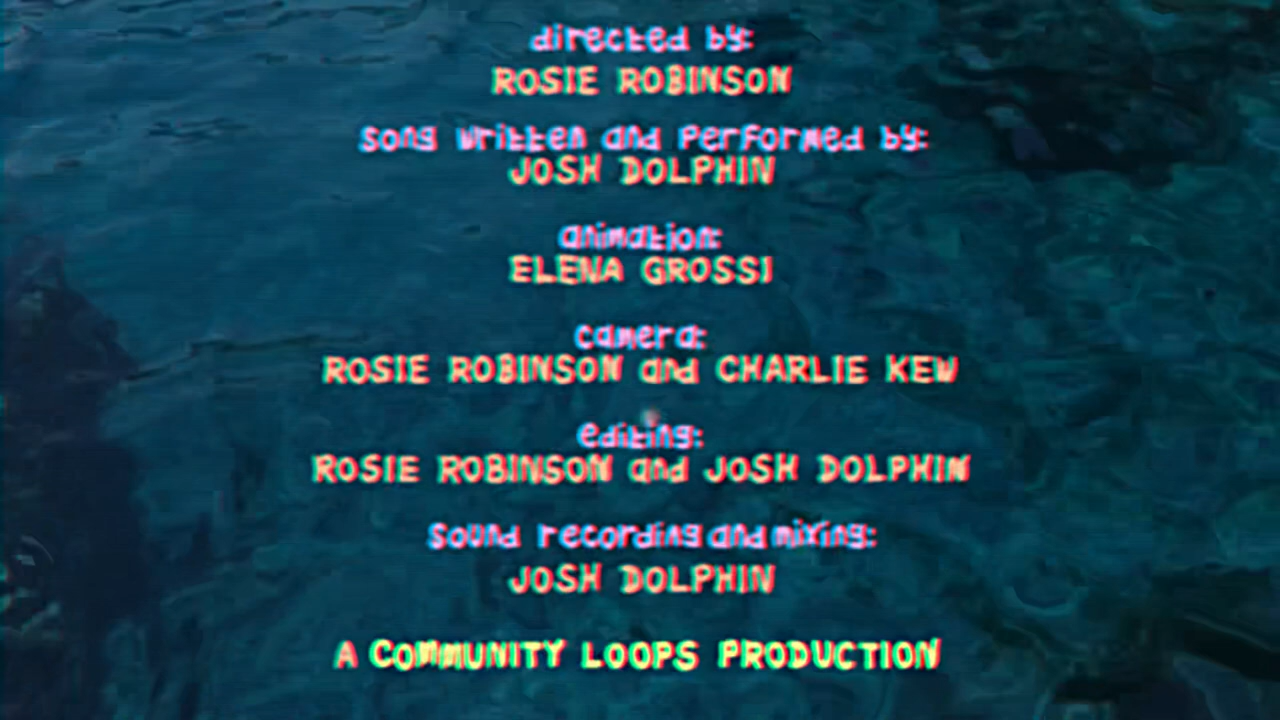 directed by:
ROSIE ROBINSON
song written and performed by:
JOSH DOLPHIN
animation:
ELENA GROSSI
camera:
ROSIE ROBINSON and CHARLIE KEW
editing:
ROSIE ROBINSON and JOSH DOLPHIN
sound recording and mixing:
JOSH DOLPHIN
A COMMUNITY LOOPS PRODUCTION